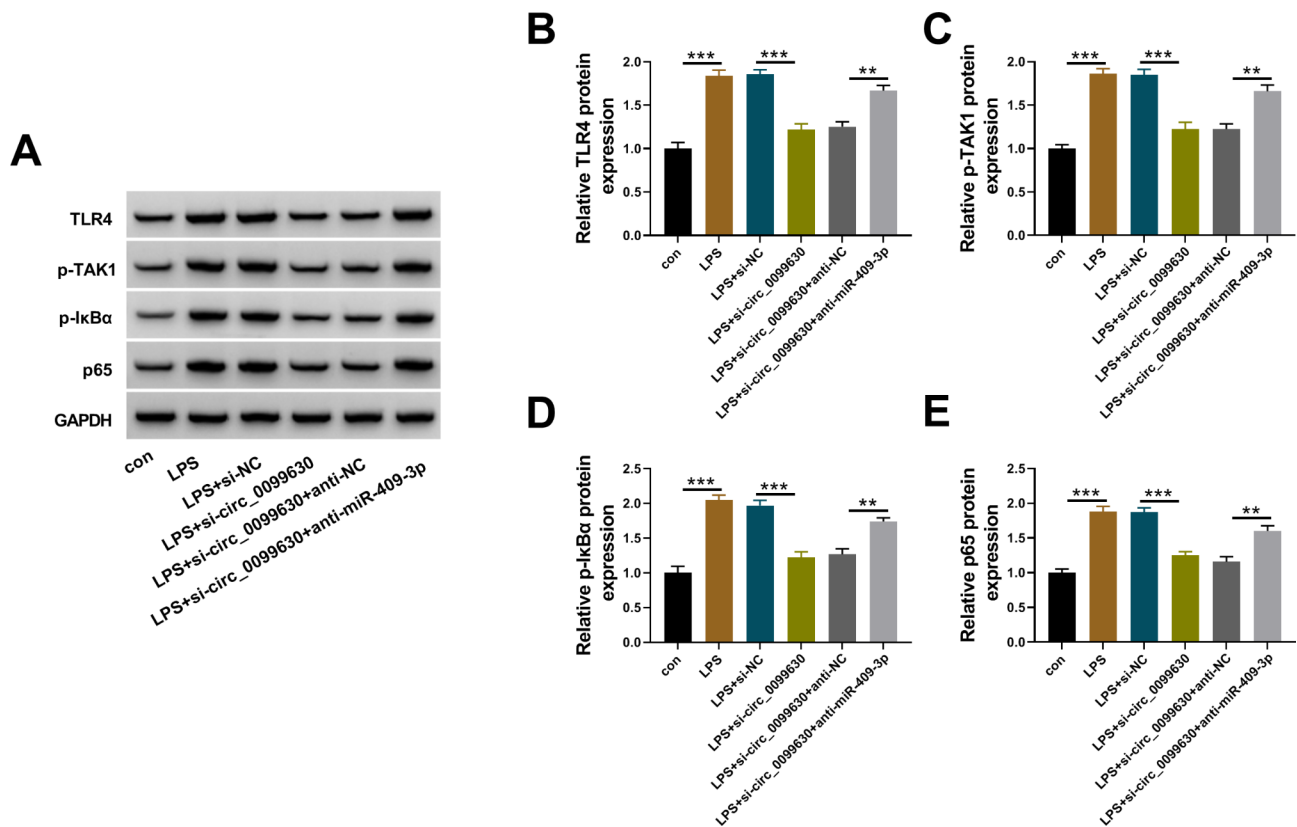 A
TLR4
p-TAK1
p-IκBα
p65
GAPDH
con
LPS
LPS+si-NC
LPS+si-circ_0099630
LPS+si-circ_0099630+anti-NC
LPS+si-circ_0099630+anti-miR-409-3p
B
Relative TLR4 protein
expression
2.0
1.5
1.0
0.5
0.0
***
***
**
con
LPS
LPS+si-NC
LPS+si-circ_0099630
LPS+si-circ_0099630+anti-NC
LPS+si-circ_0099630+anti-miR-409-3p
C
Relative p-TAK1 protein
expression
2.0
1.5
1.0
0.5
0.0
***
***
**
con
LPS
LPS+si-NC
LPS+si-circ_0099630
LPS+si-circ_0099630+anti-NC
LPS+si-circ_0099630+anti-miR-409-3p
D
Relative p-IκBα protein
expression
2.5
2.0
1.5
1.0
0.5
0.0
***
***
**
con
LPS
LPS+si-NC
LPS+si-circ_0099630
LPS+si-circ_0099630+anti-NC
LPS+si-circ_0099630+anti-miR-409-3p
E
Relative p65 protein
expression
2.5
2.0
1.5
1.0
0.5
0.0
***
***
**
con
LPS
LPS+si-NC
LPS+si-circ_0099630
LPS+si-circ_0099630+anti-NC
LPS+si-circ_0099630+anti-miR-409-3p